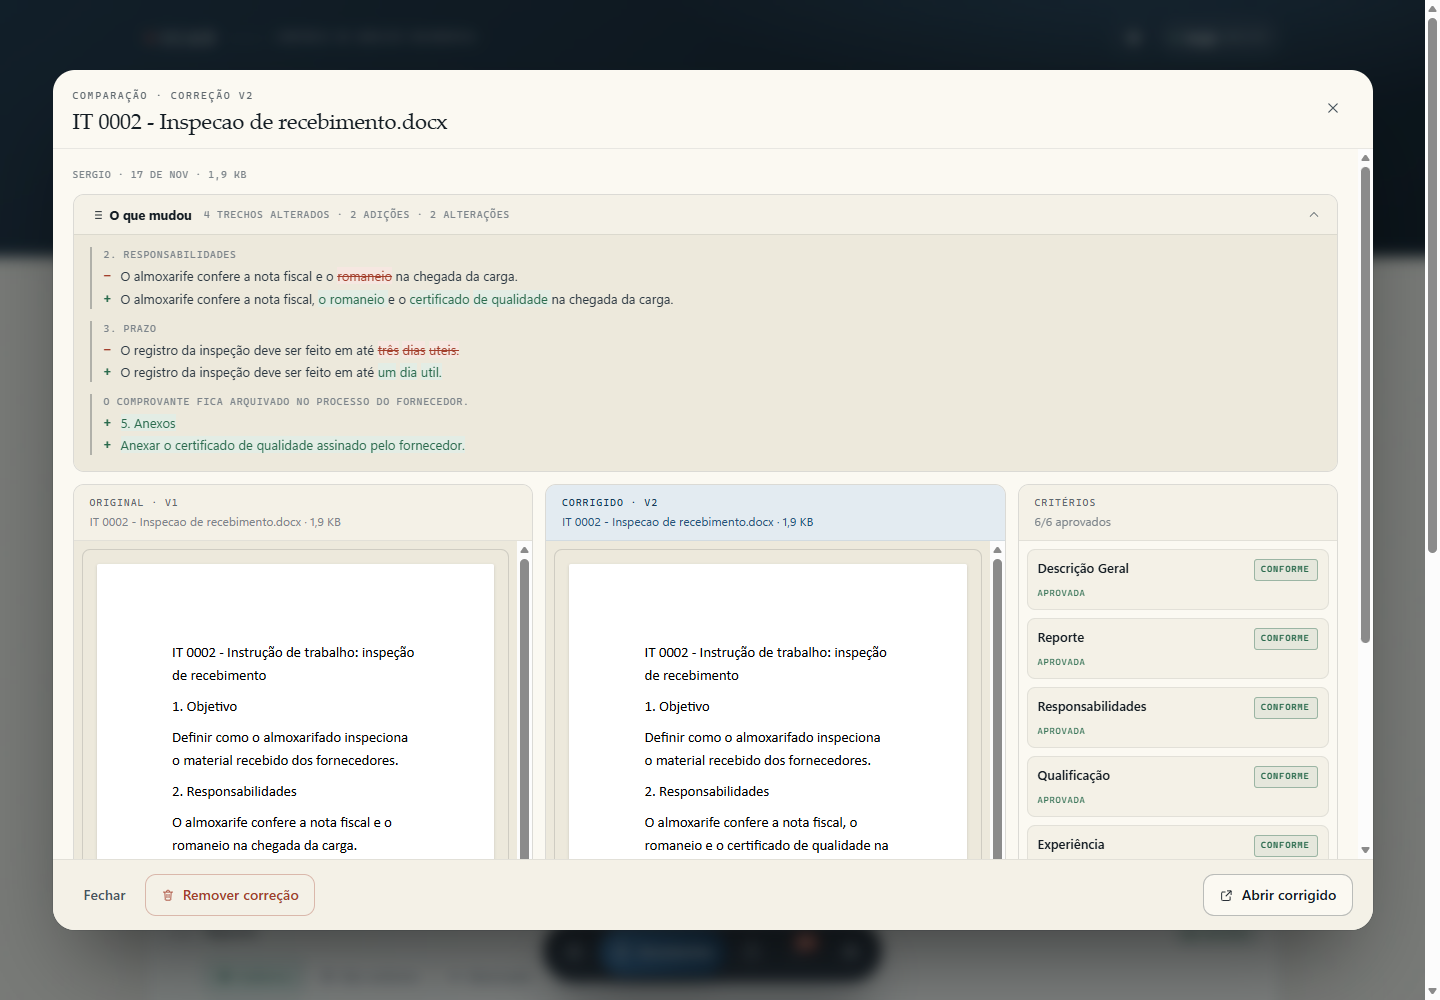 COMPARAÇÃO · CORREÇÃO V2
IT 0002 - Inspecao de recebimento.docx
SERGIO · 17 DE NOV · 1,9 KB
O que mudou 4 TRECHOS ALTERADOS · 2 ADIÇÕES · 2 ALTERAÇÕES
2. RESPONSABILIDADES
− O almoxarife confere a nota fiscal e o romaneio na chegada da carga.
+ O almoxarife confere a nota fiscal, o romaneio e o certificado de qualidade na chegada da carga.
3. PRAZO
− O registro da inspeção deve ser feito em até três dias uteis.
+ O registro da inspeção deve ser feito em até um dia util.
O COMPROVANTE FICA ARQUIVADO NO PROCESSO DO FORNECEDOR.
+ 5. Anexos
+ Anexar o certificado de qualidade assinado pelo fornecedor.
ORIGINAL · V1
IT 0002 - Inspecao de recebimento.docx · 1,9 KB
IT 0002 - Instrução de trabalho: inspeção
de recebimento
1. Objetivo
Definir como o almoxarifado inspeciona
o material recebido dos fornecedores.
2. Responsabilidades
O almoxarife confere a nota fiscal e o
romaneio na chegada da carga.
CORRIGIDO · V2
IT 0002 - Inspecao de recebimento.docx · 1,9 KB
IT 0002 - Instrução de trabalho: inspeção
de recebimento
1. Objetivo
Definir como o almoxarifado inspeciona
o material recebido dos fornecedores.
2. Responsabilidades
O almoxarife confere a nota fiscal, o
romaneio e o certificado de qualidade na
CRITÉRIOS
6/6 aprovados
Descrição Geral CONFORME
APROVADA
Reporte CONFORME
APROVADA
Responsabilidades CONFORME
APROVADA
Qualificação CONFORME
APROVADA
Experiência CONFORME
Fechar Remover correção Abrir corrigido